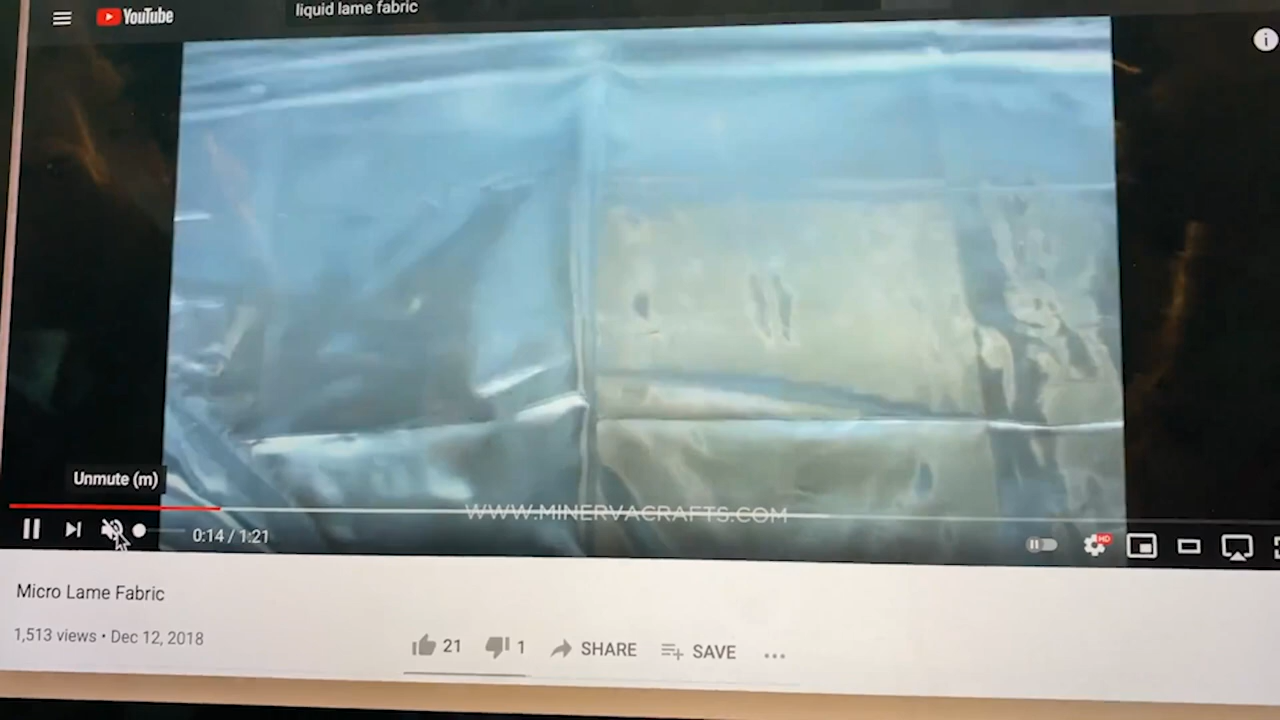 YouTube
liquid lame fabric
Unmute (m)
WWW.MINERVACRAFTS.COM
0:14 / 1:21
HD
Micro Lame Fabric
1,513 views • Dec 12, 2018
21
1
SHARE
SAVE